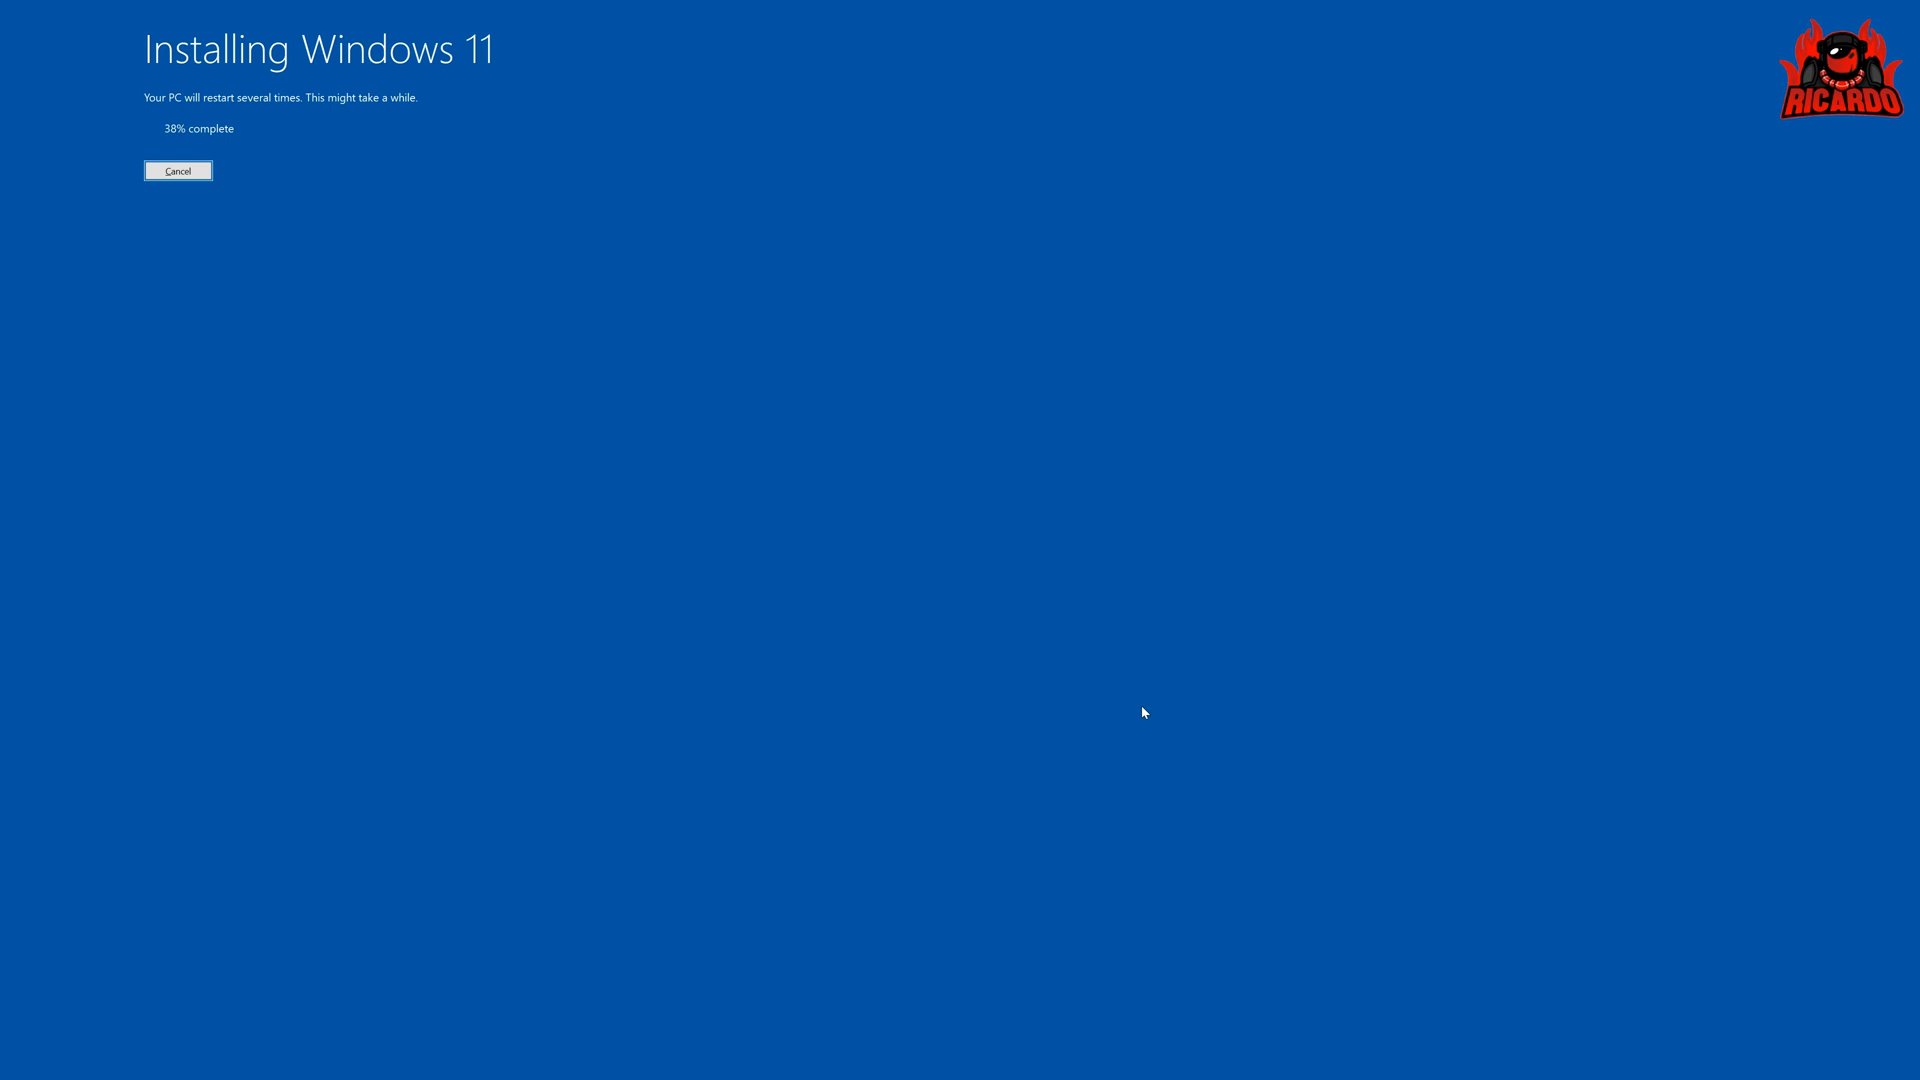 Installing Windows 11
Your PC will restart several times. This might take a while.
38% complete
Cancel
RICARDO